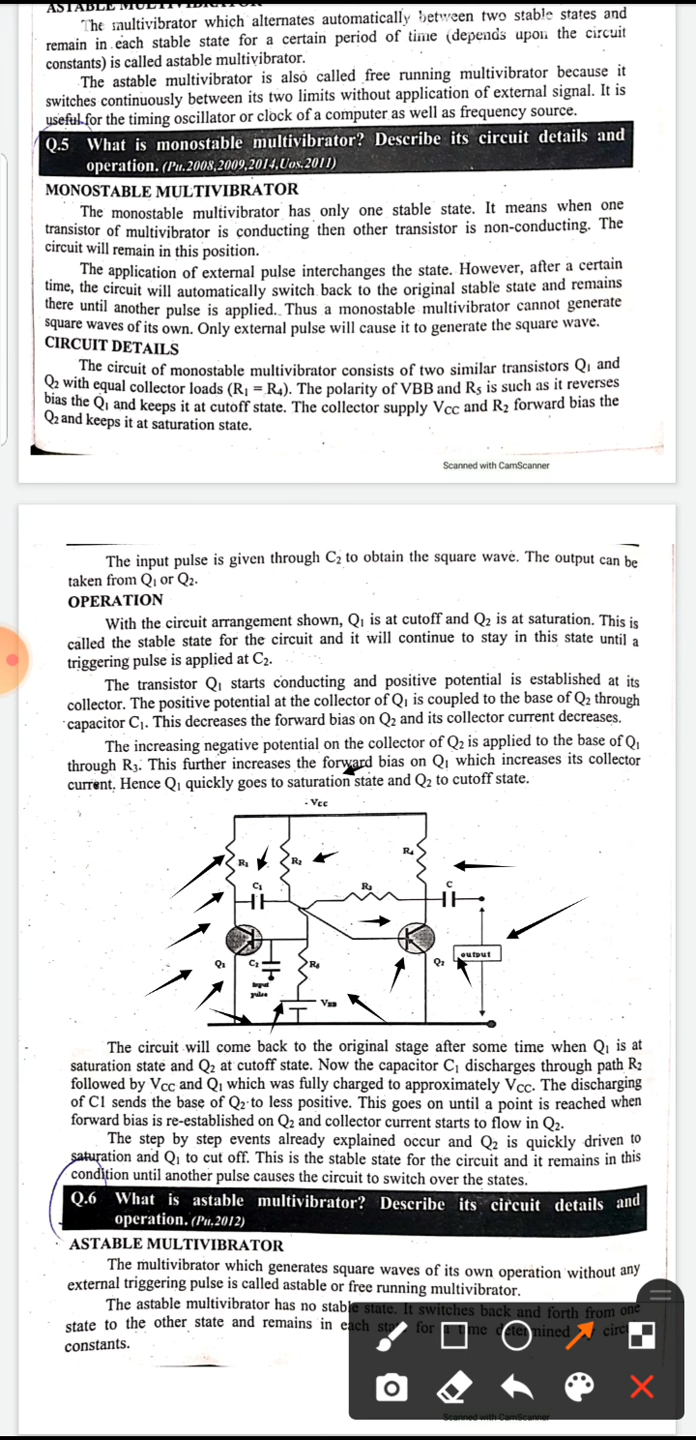 ASTABLE MULTIVIBRATOR
The multivibrator which alternates automatically between two stable states and
remain in each stable state for a certain period of time (depends upon the circuit
constants) is called astable multivibrator.
The astable multivibrator is also called free running multivibrator because it
switches continuously between its two limits without application of external signal. It is
useful for the timing oscillator or clock of a computer as well as frequency source.
Q.5 What is monostable multivibrator? Describe its circuit details and
operation. (Pu.2008,2009,2014,Uos.2011)
MONOSTABLE MULTIVIBRATOR
The monostable multivibrator has only one stable state. It means when one
transistor of multivibrator is conducting then other transistor is non-conducting. The
circuit will remain in this position.
The application of external pulse interchanges the state. However, after a certain
time, the circuit will automatically switch back to the original stable state and remains
there until another pulse is applied. Thus a monostable multivibrator cannot generate
square waves of its own. Only external pulse will cause it to generate the square wave.
CIRCUIT DETAILS
The circuit of monostable multivibrator consists of two similar transistors Q₁ and
Q₂ with equal collector loads (R₁ = R₄). The polarity of VBB and R₅ is such as it reverses
bias the Q₁ and keeps it at cutoff state. The collector supply Vcc and R₂ forward bias the
Q₂ and keeps it at saturation state.
Scanned with CamScanner
The input pulse is given through C₂ to obtain the square wave. The output can be
taken from Q₁ or Q₂.
OPERATION
With the circuit arrangement shown, Q₁ is at cutoff and Q₂ is at saturation. This is
called the stable state for the circuit and it will continue to stay in this state until a
triggering pulse is applied at C₂.
The transistor Q₁ starts conducting and positive potential is established at its
collector. The positive potential at the collector of Q₁ is coupled to the base of Q₂ through
capacitor C₁. This decreases the forward bias on Q₂ and its collector current decreases.
The increasing negative potential on the collector of Q₂ is applied to the base of Q₁
through R₃. This further increases the forward bias on Q₁ which increases its collector
current. Hence Q₁ quickly goes to saturation state and Q₂ to cutoff state.
- Vcc
R₁ R₂ R₄
C₁ R₃ C
Q₁ C₂ R₅ Q₂ output
Input
pulse
VBB
The circuit will come back to the original stage after some time when Q₁ is at
saturation state and Q₂ at cutoff state. Now the capacitor C₁ discharges through path R₂
followed by Vcc and Q₁ which was fully charged to approximately Vcc. The discharging
of C1 sends the base of Q₂ to less positive. This goes on until a point is reached when
forward bias is re-established on Q₂ and collector current starts to flow in Q₂.
The step by step events already explained occur and Q₂ is quickly driven to
saturation and Q₁ to cut off. This is the stable state for the circuit and it remains in this
condition until another pulse causes the circuit to switch over the states.
Q.6 What is astable multivibrator? Describe its circuit details and
operation. (Pu.2012)
ASTABLE MULTIVIBRATOR
The multivibrator which generates square waves of its own operation without any
external triggering pulse is called astable or free running multivibrator.
The astable multivibrator has no stable state. It switches back and forth from one
state to the other state and remains in each for a determined
constants.
Scanned with CamScanner